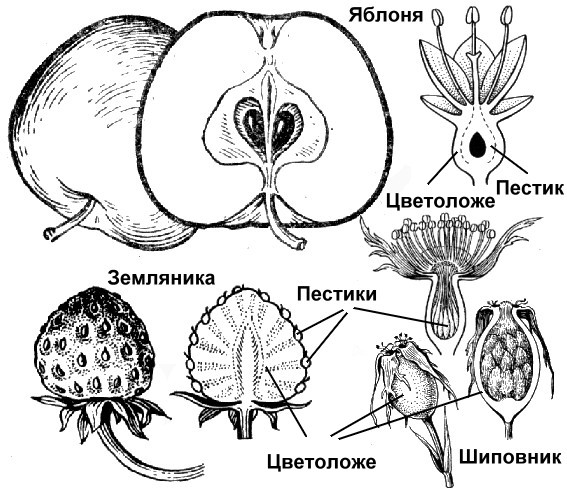 Яблоня
Цветоложе
Пестик
Земляника
Пестики
Цветоложе
Шиповник